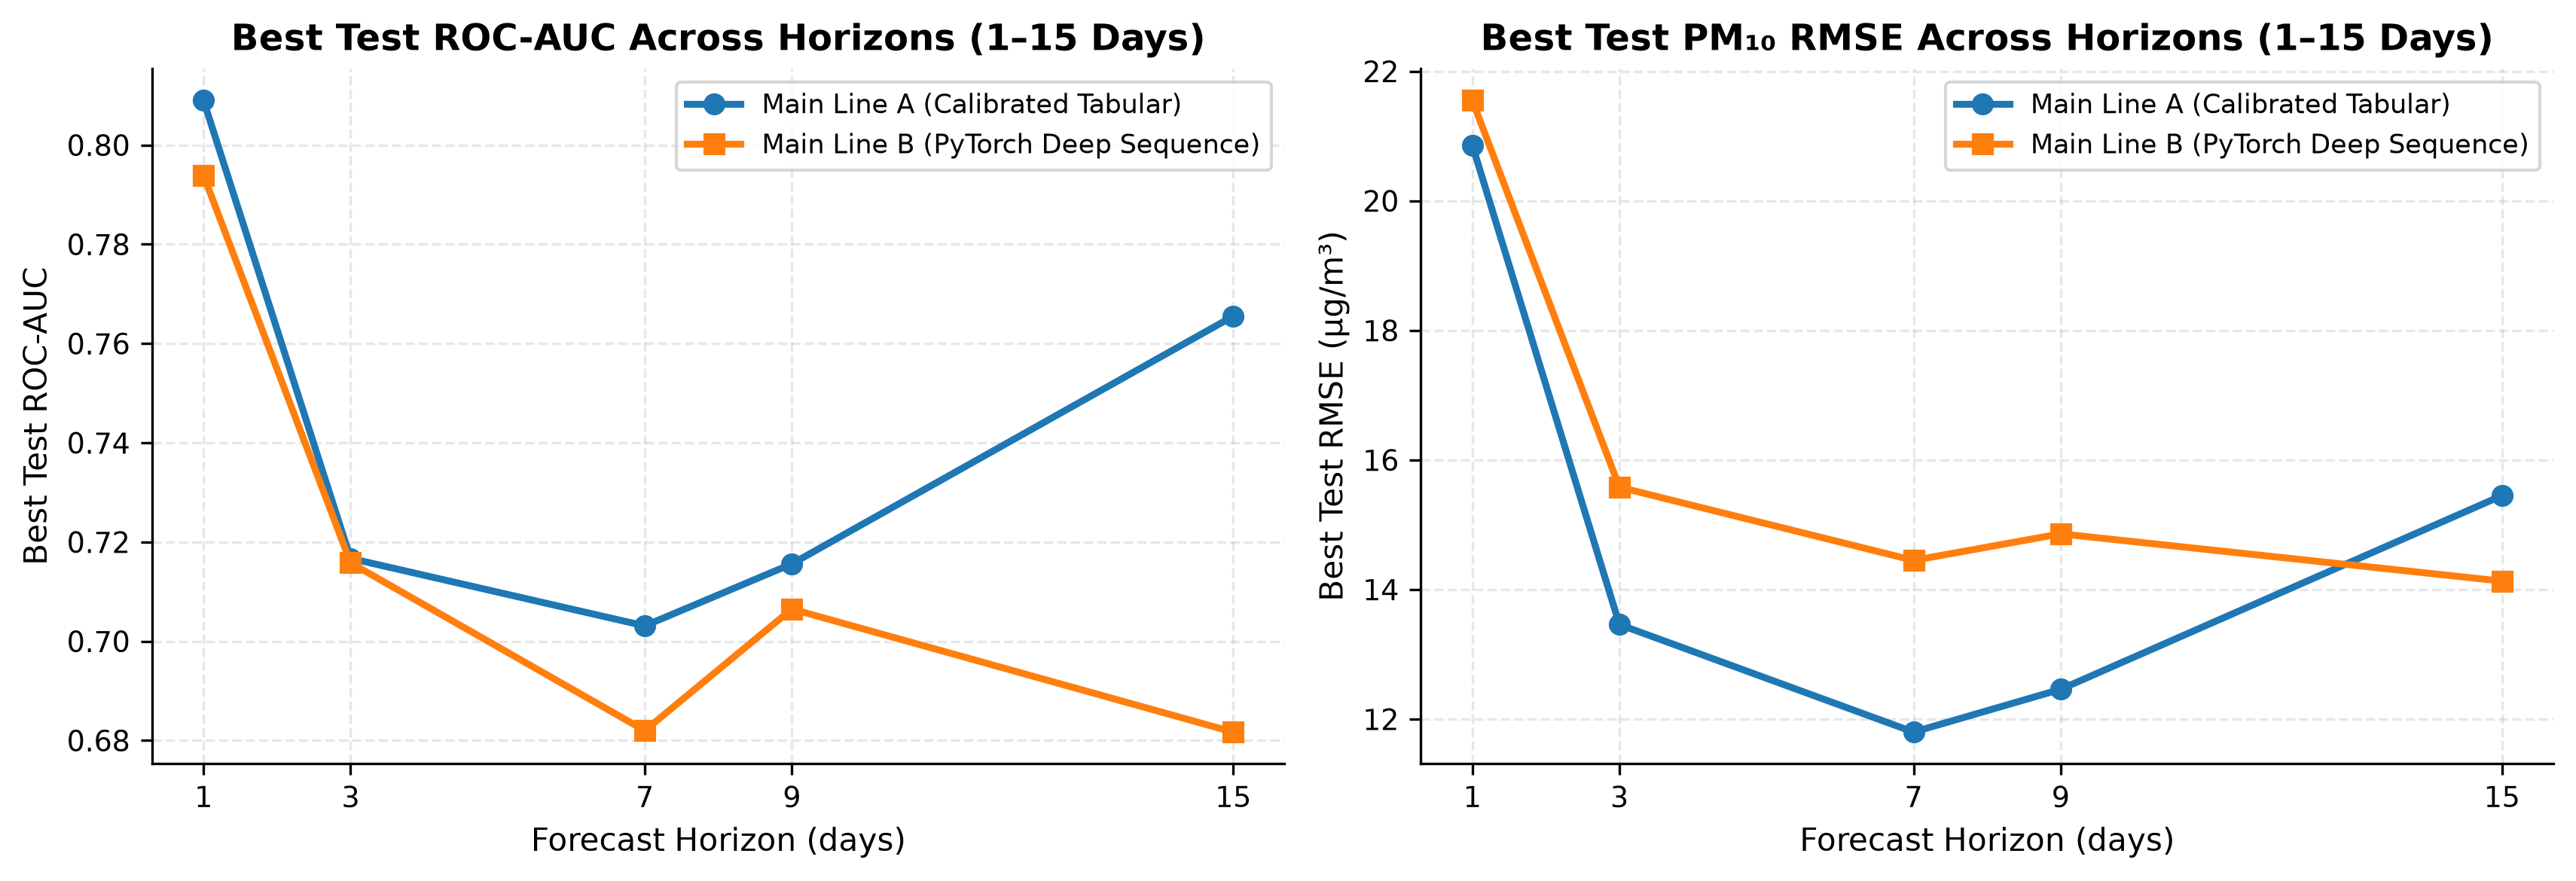 Best Test ROC-AUC Across Horizons (1–15 Days)
Main Line A (Calibrated Tabular)
Main Line B (PyTorch Deep Sequence)
Best Test ROC-AUC
0.80
0.78
0.76
0.74
0.72
0.70
0.68
1 3 7 9 15
Forecast Horizon (days)
Best Test PM₁₀ RMSE Across Horizons (1–15 Days)
Main Line A (Calibrated Tabular)
Main Line B (PyTorch Deep Sequence)
Best Test RMSE (µg/m³)
22
20
18
16
14
12
1 3 7 9 15
Forecast Horizon (days)